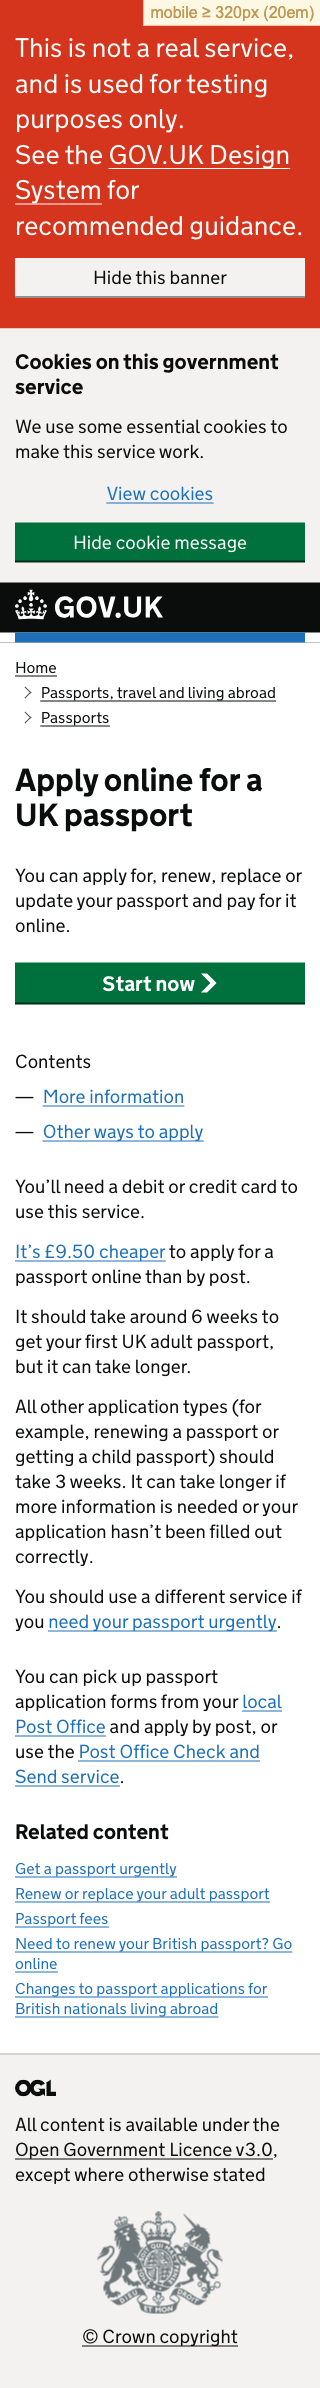 mobile ≥ 320px (20em)
This is not a real service,
and is used for testing
purposes only.
See the GOV.UK Design
System for
recommended guidance.
Hide this banner
Cookies on this government
service
We use some essential cookies to
make this service work.
View cookies
Hide cookie message
GOV.UK
Home
Passports, travel and living abroad
Passports
Apply online for a
UK passport
You can apply for, renew, replace or
update your passport and pay for it
online.
Start now
Contents
— More information
— Other ways to apply
You’ll need a debit or credit card to
use this service.
It’s £9.50 cheaper to apply for a
passport online than by post.
It should take around 6 weeks to
get your first UK adult passport,
but it can take longer.
All other application types (for
example, renewing a passport or
getting a child passport) should
take 3 weeks. It can take longer if
more information is needed or your
application hasn’t been filled out
correctly.
You should use a different service if
you need your passport urgently.
You can pick up passport
application forms from your local
Post Office and apply by post, or
use the Post Office Check and
Send service.
Related content
Get a passport urgently
Renew or replace your adult passport
Passport fees
Need to renew your British passport? Go
online
Changes to passport applications for
British nationals living abroad
OGL
All content is available under the
Open Government Licence v3.0,
except where otherwise stated
© Crown copyright